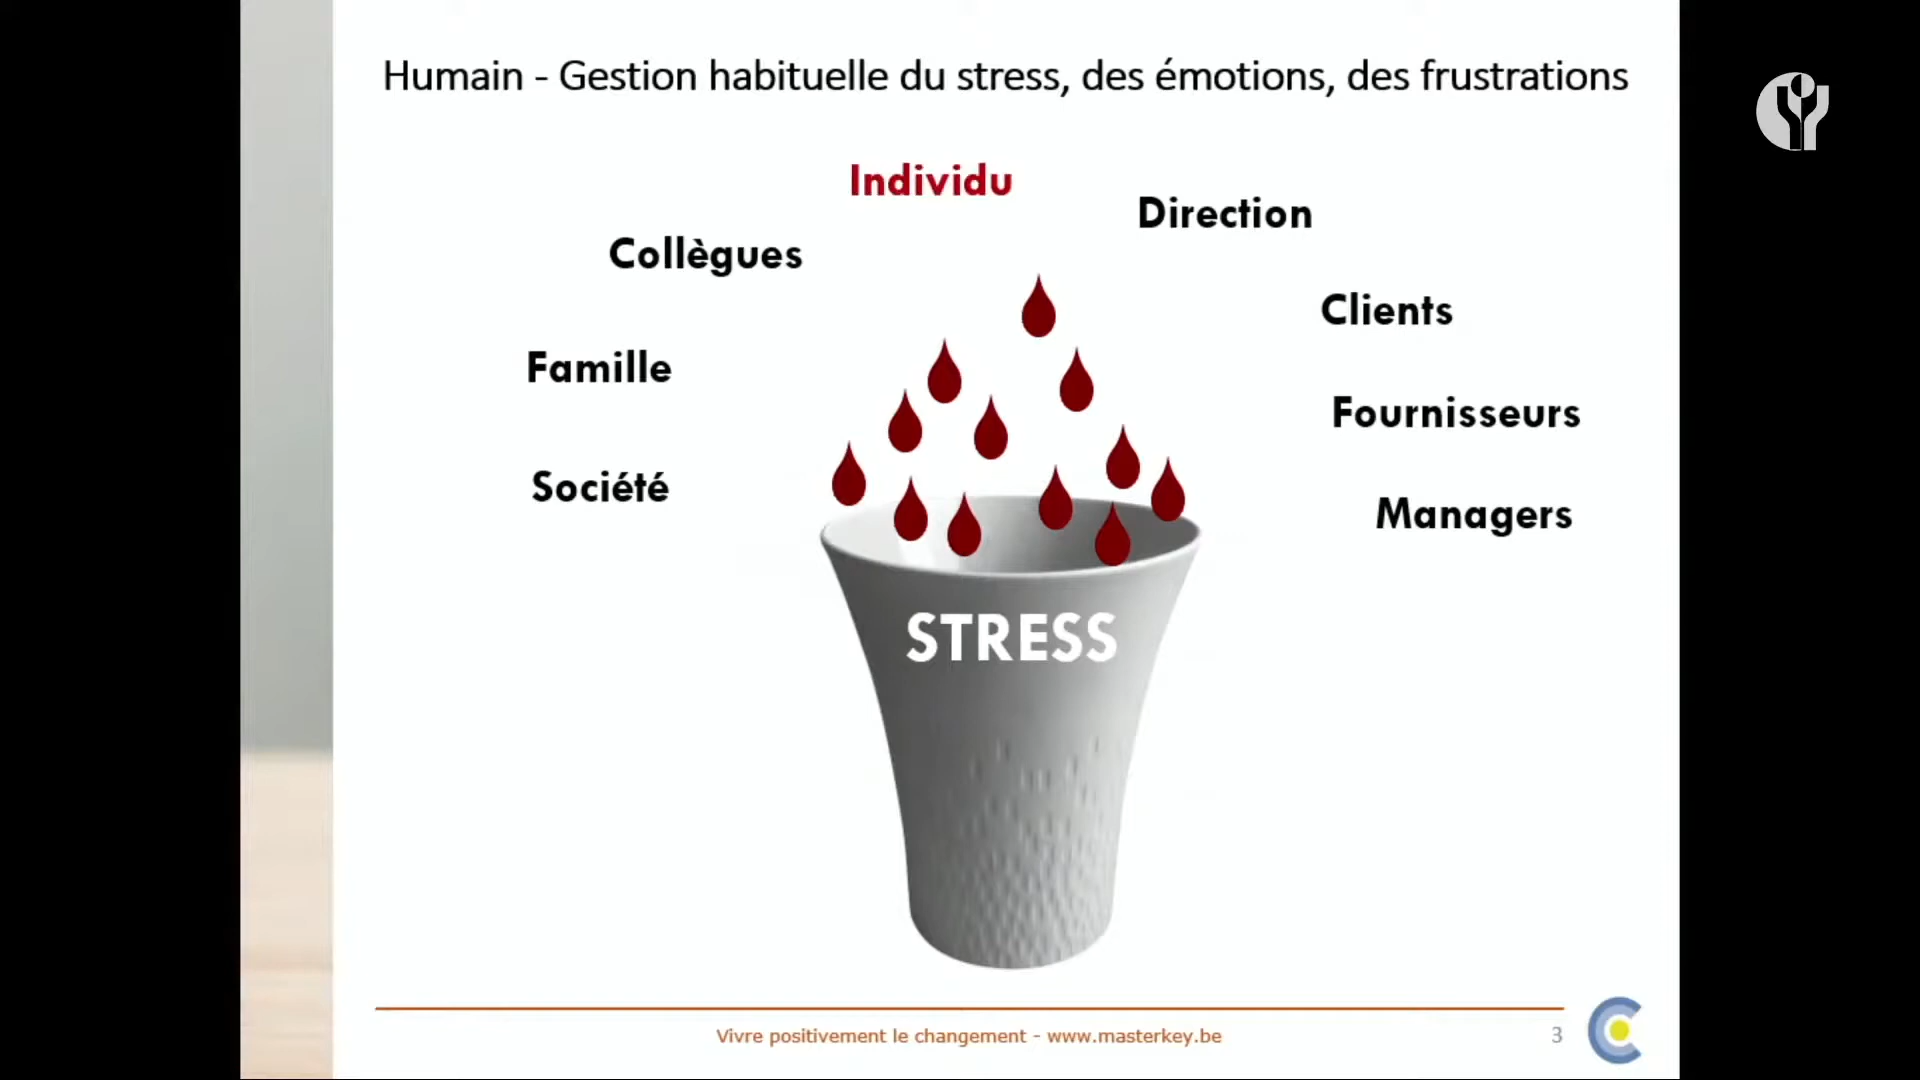 Humain - Gestion habituelle du stress, des émotions, des frustrations
Individu
Direction
Collègues
Clients
Famille
Fournisseurs
Société
Managers
STRESS
Vivre positivement le changement - www.masterkey.be
3